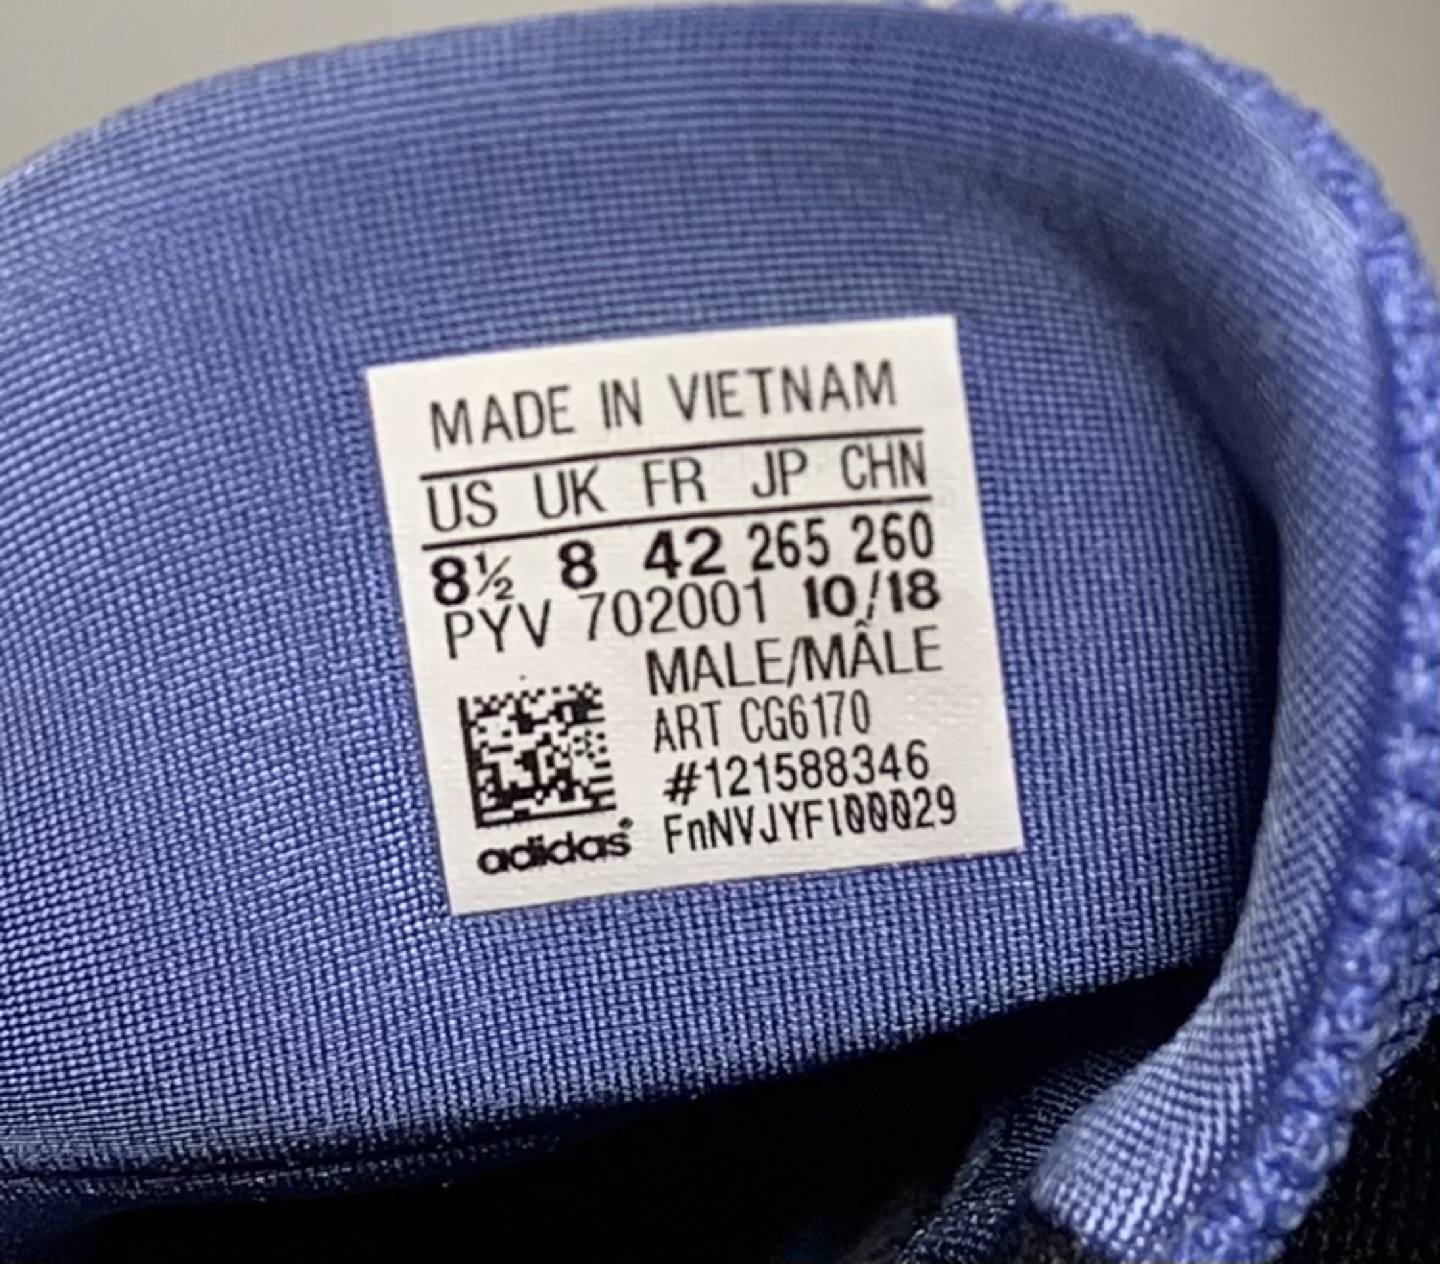 MADE IN VIETNAM
US UK FR JP CHN
8½ 8 42 265 260
PYV 702001 10/18
MALE/MÂLE
ART CG6170
#121588346
adidas® FnNVJYFI00029